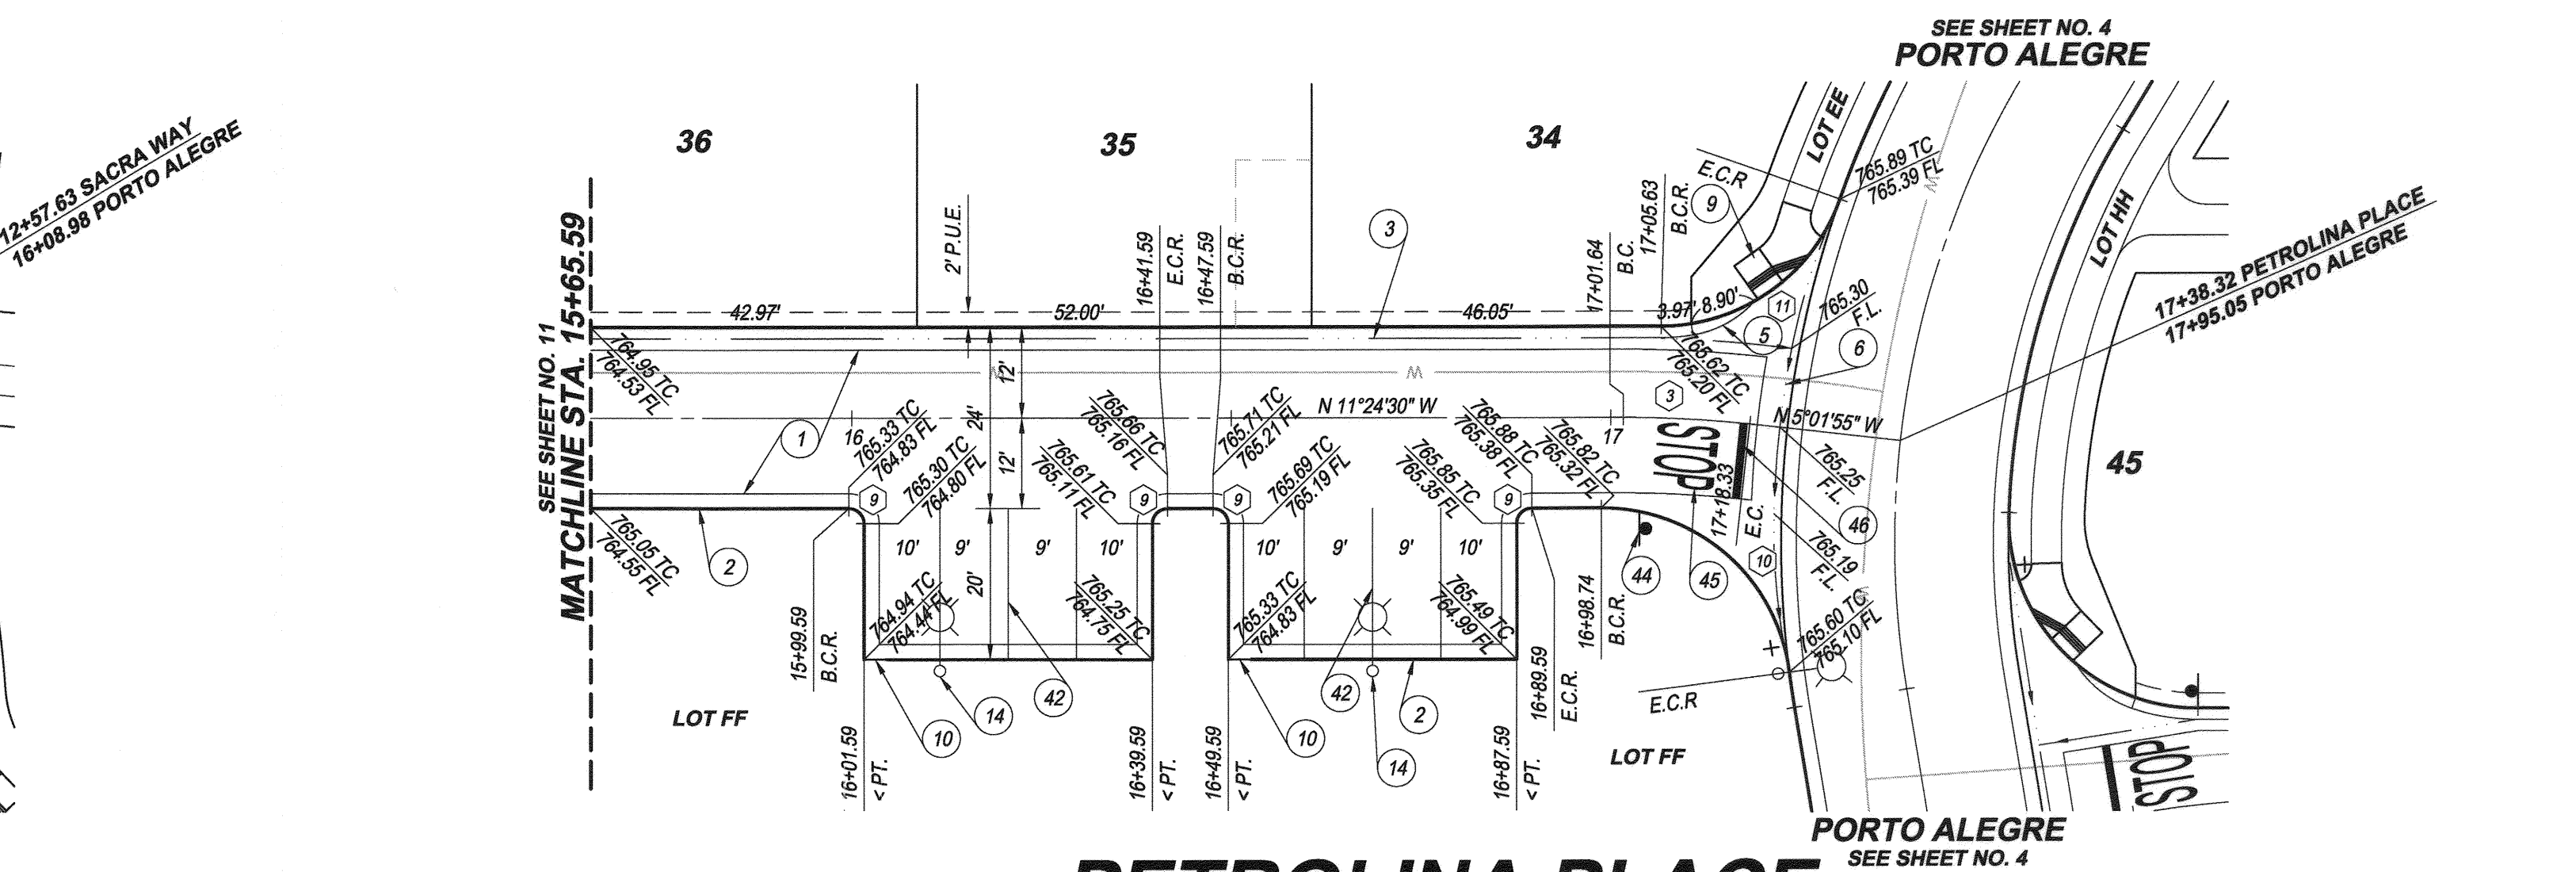 SEE SHEET NO. 4
PORTO ALEGRE
12+57.63 SACRA WAY
16+08.98 PORTO ALEGRE
36
35
34
LOT EE
LOT HH
765.89 TC
765.39 FL
E.C.R
9
17+05.63
B.C.R.
17+01.64
B.C.
3
2' P.U.E.
16+41.59
E.C.R.
16+47.59
B.C.R.
SEE SHEET NO. 11
MATCHLINE STA. 15+65.59
42.97'
52.00'
46.05'
3.97'
8.90'
11
5
6
765.30
F.L.
17+38.32 PETROLINA PLACE
17+95.05 PORTO ALEGRE
764.95 TC
764.53 FL
W
W
W
12'
24'
12'
765.62 TC
765.20 FL
3
N 11°24'30" W
N 5°01'55" W
1
16
17
765.33 TC
764.83 FL
765.30 TC
764.80 FL
765.66 TC
765.16 FL
765.61 TC
765.11 FL
765.71 TC
765.21 FL
765.69 TC
765.19 FL
765.88 TC
765.38 FL
765.85 TC
765.35 FL
765.82 TC
765.32 FL
STOP
17+18.33
E.C.
765.25
F.L.
46
765.19
F.L.
45
9
9
9
9
765.05 TC
764.55 FL
2
10'
9'
9'
10'
20'
10'
9'
9'
10'
44
45
10
W
764.94 TC
764.44 FL
765.25 TC
764.75 FL
765.33 TC
764.83 FL
765.49 TC
764.99 FL
765.60 TC
765.10 FL
15+99.59
B.C.R.
16+98.74
B.C.R.
16+89.59
E.C.R.
E.C.R
LOT FF
10
14
42
10
42
14
2
LOT FF
16+01.59
< PT.
16+39.59
< PT.
16+49.59
< PT.
16+87.59
< PT.
STOP
PORTO ALEGRE
SEE SHEET NO. 4
PETROLINA PLACE